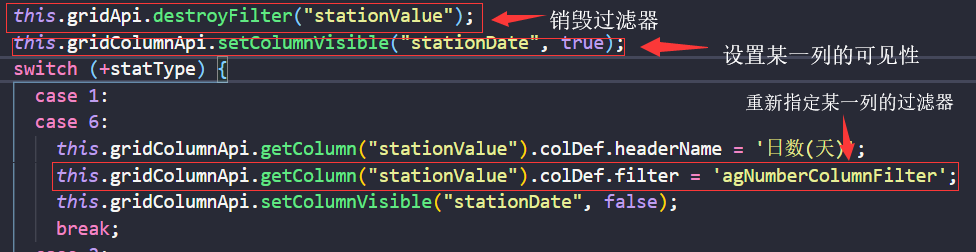 this.gridApi.destroyFilter("stationValue");
销毁过滤器
this.gridColumnApi.setColumnVisible("stationDate", true);
设置某一列的可见性
switch (+statType) {
case 1:
重新指定某一列的过滤器
case 6:
this.gridColumnApi.getColumn("stationValue").colDef.headerName = '日数(天)';
this.gridColumnApi.getColumn("stationValue").colDef.filter = 'agNumberColumnFilter';
this.gridColumnApi.setColumnVisible("stationDate", false);
break;